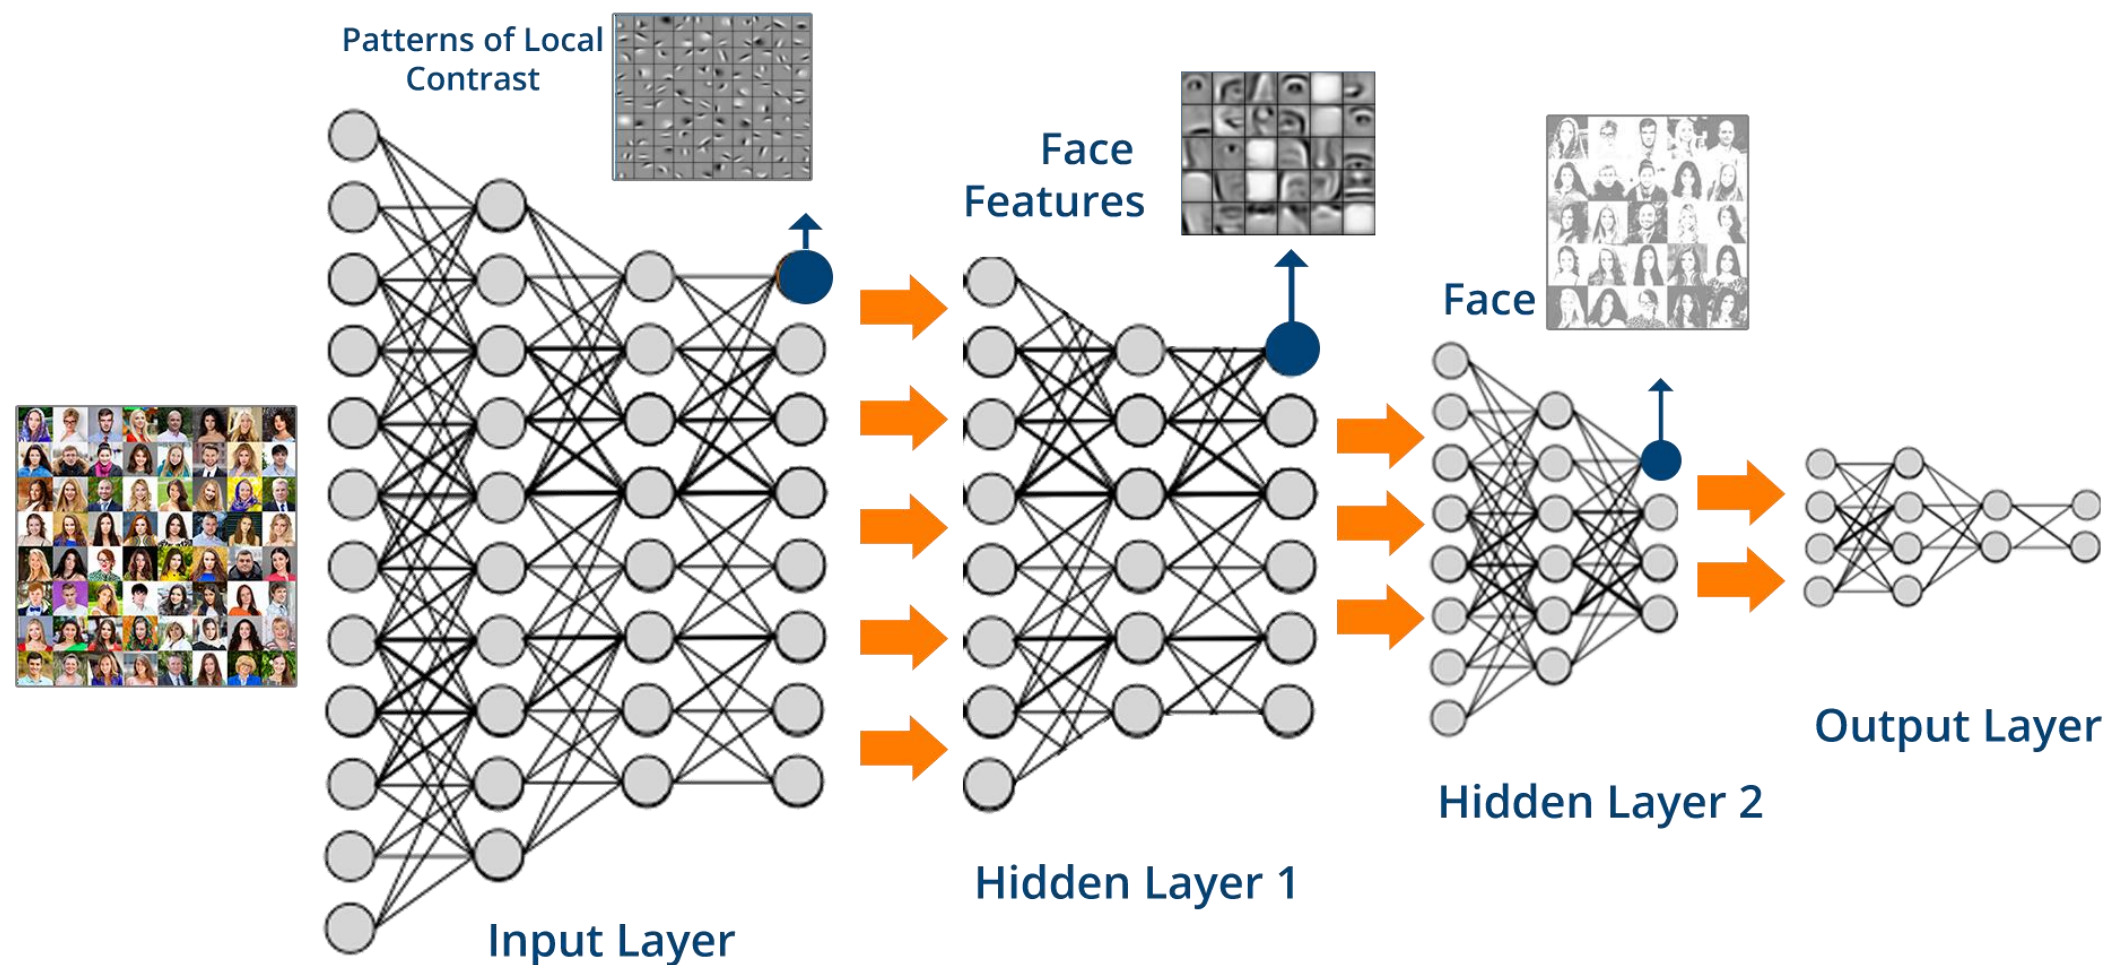 Patterns of Local
Contrast
Face
Features
Face
Input Layer
Hidden Layer 1
Hidden Layer 2
Output Layer